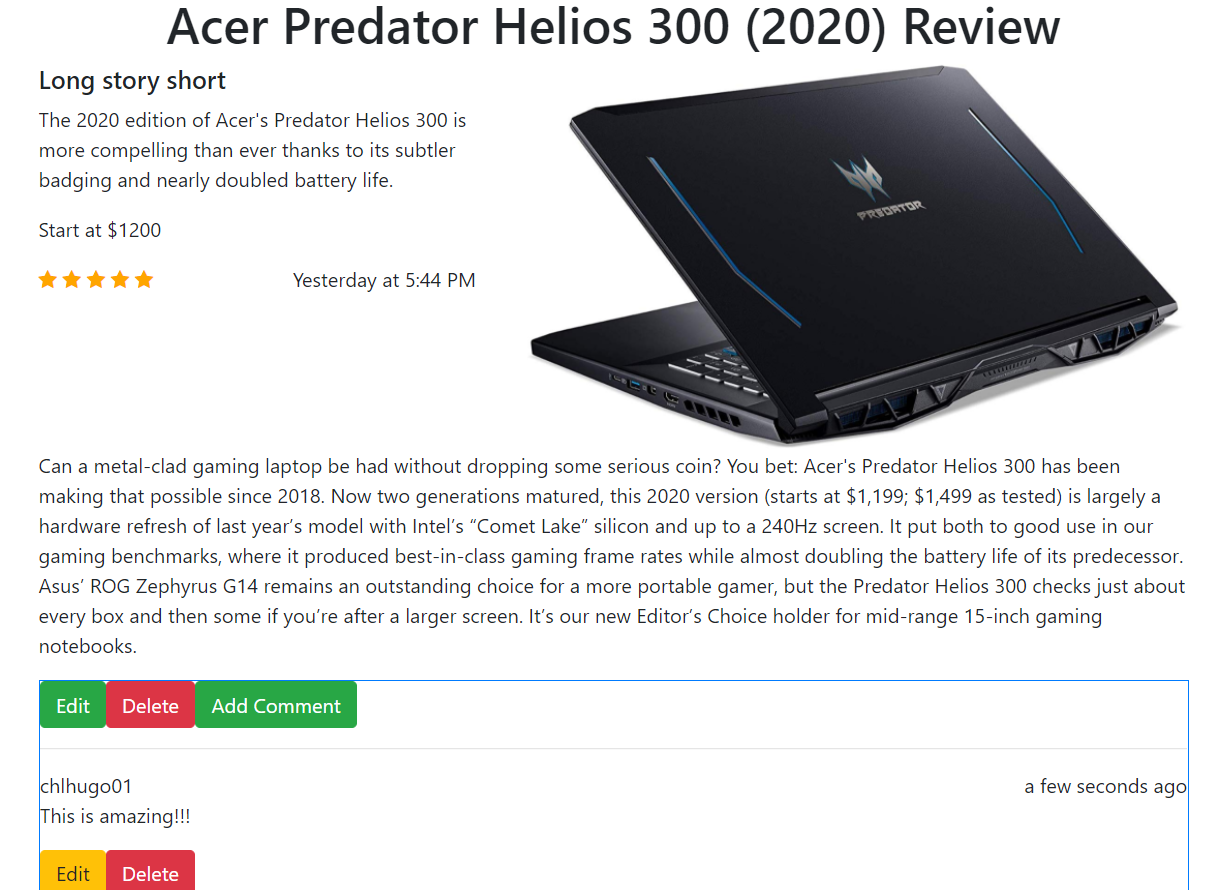 Acer Predator Helios 300 (2020) Review
Long story short
The 2020 edition of Acer's Predator Helios 300 is
more compelling than ever thanks to its subtler
badging and nearly doubled battery life.
Start at $1200
Yesterday at 5:44 PM
PREDATOR
Can a metal-clad gaming laptop be had without dropping some serious coin? You bet: Acer's Predator Helios 300 has been
making that possible since 2018. Now two generations matured, this 2020 version (starts at $1,199; $1,499 as tested) is largely a
hardware refresh of last year’s model with Intel’s “Comet Lake” silicon and up to a 240Hz screen. It put both to good use in our
gaming benchmarks, where it produced best-in-class gaming frame rates while almost doubling the battery life of its predecessor.
Asus’ ROG Zephyrus G14 remains an outstanding choice for a more portable gamer, but the Predator Helios 300 checks just about
every box and then some if you’re after a larger screen. It’s our new Editor’s Choice holder for mid-range 15-inch gaming
notebooks.
Edit Delete Add Comment
chlhugo01 a few seconds ago
This is amazing!!!
Edit Delete